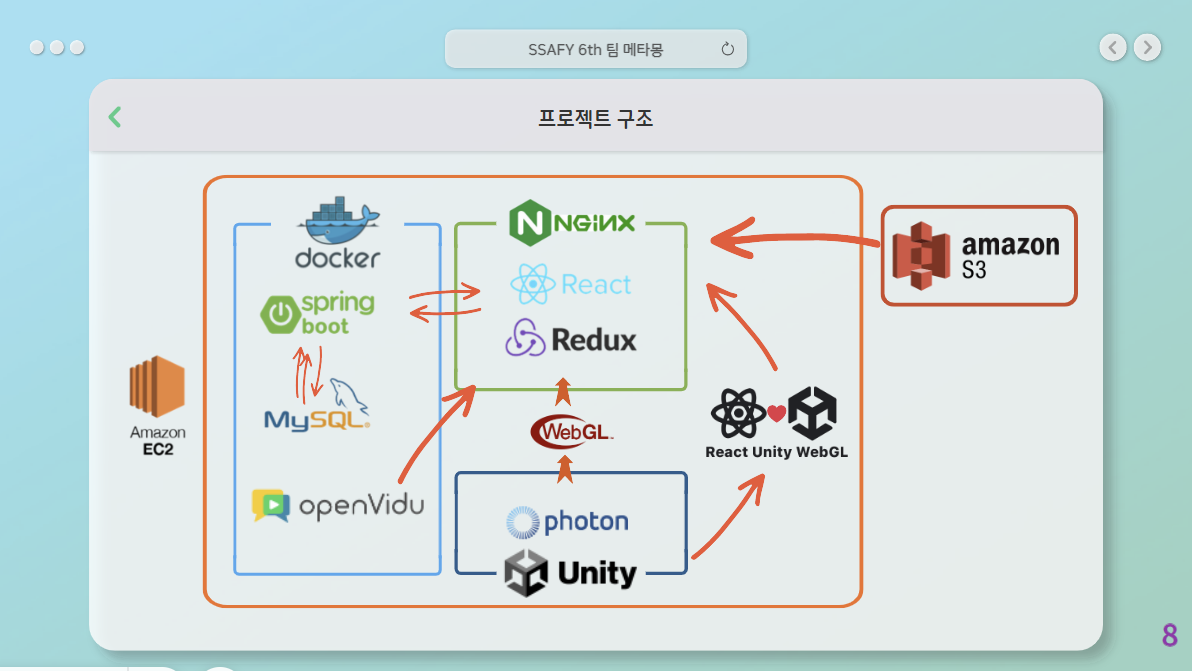 SSAFY 6th 팀 메타몽
프로젝트 구조
docker
spring
boot
MySQL
openVidu
Amazon
EC2
NGiNX
React
Redux
WebGL™
photon
Unity
React Unity WebGL
amazon
S3
8